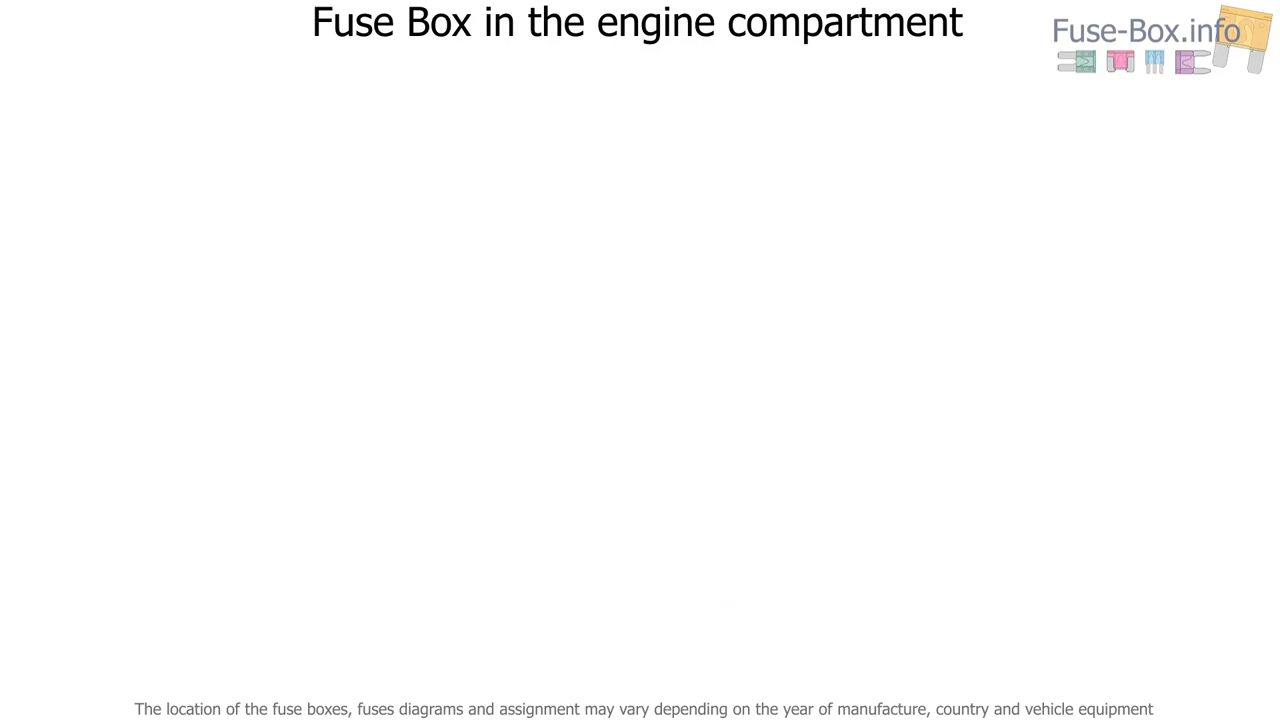 Fuse Box in the engine compartment
Fuse-Box.info
The location of the fuse boxes, fuses diagrams and assignment may vary depending on the year of manufacture, country and vehicle equipment